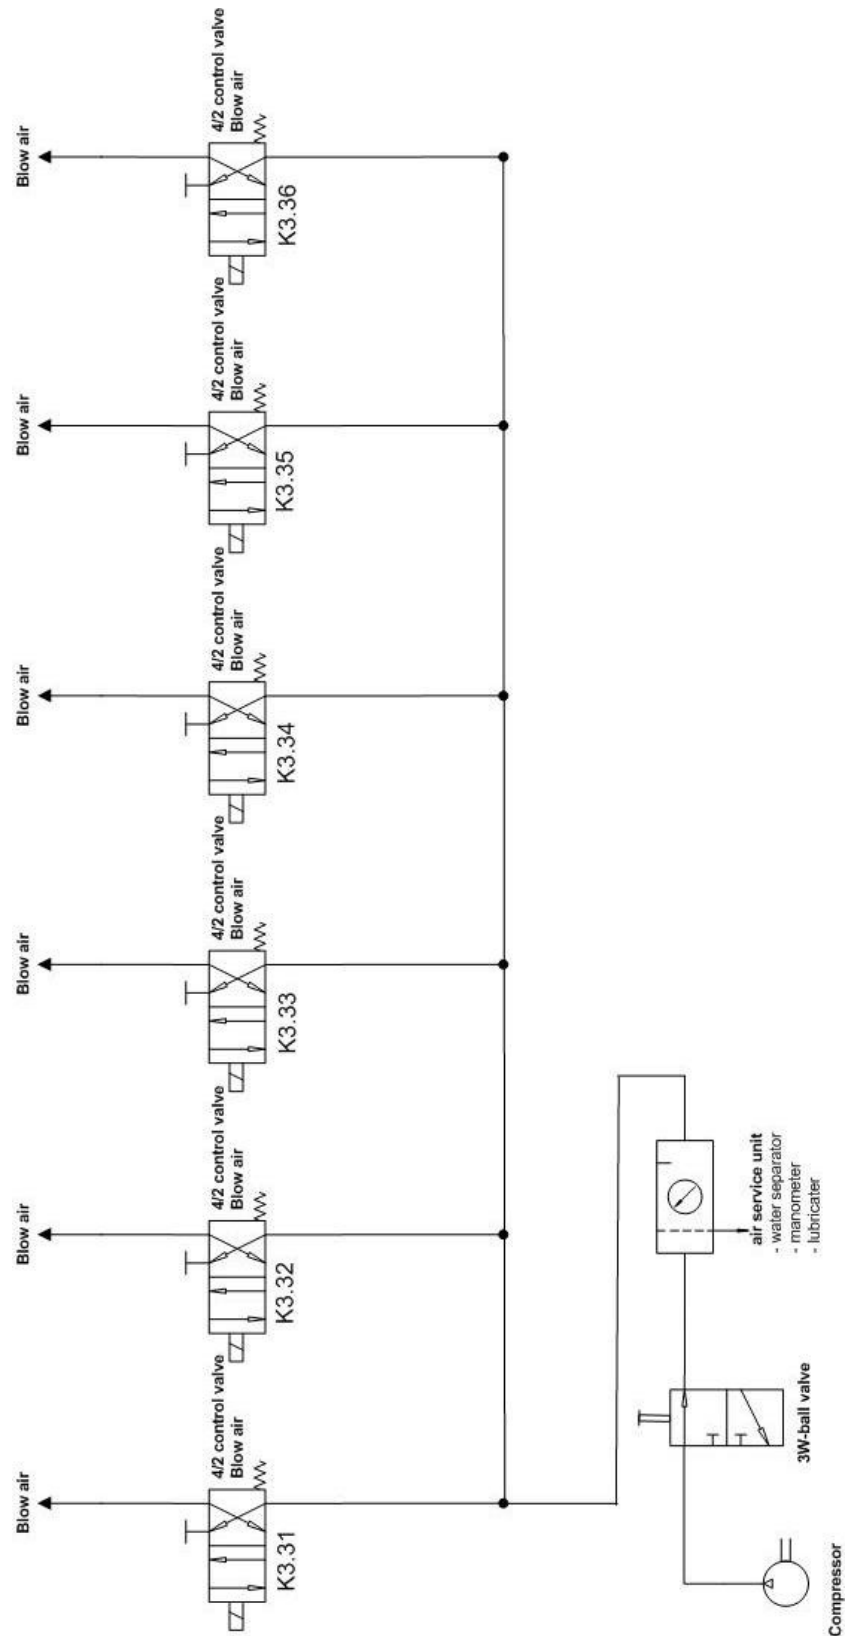 Blow air
Blow air
Blow air
Blow air
Blow air
Blow air
4/2 control valve
Blow air
K3.31
4/2 control valve
Blow air
K3.32
4/2 control valve
Blow air
K3.33
4/2 control valve
Blow air
K3.34
4/2 control valve
Blow air
K3.35
4/2 control valve
Blow air
K3.36
Compressor
3W-ball valve
air service unit
- water separator
- manometer
- lubricater